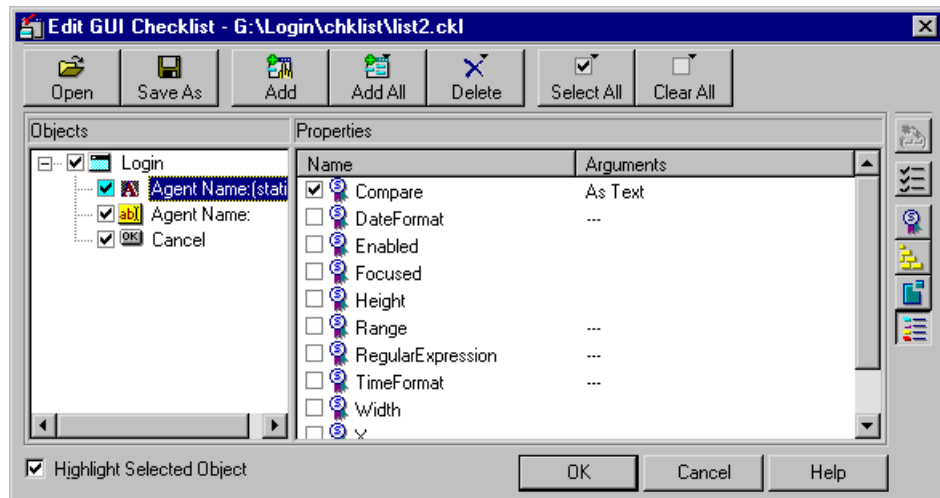 Edit GUI Checklist - G:\Login\chklist\list2.ckl
Open Save As Add Add All Delete Select All Clear All
Objects
Properties
Name Arguments
Login
Agent Name:(stati
Agent Name:
Cancel
Compare As Text
DateFormat ---
Enabled
Focused
Height
Range ---
RegularExpression ---
TimeFormat ---
Width
X
Highlight Selected Object
OK Cancel Help